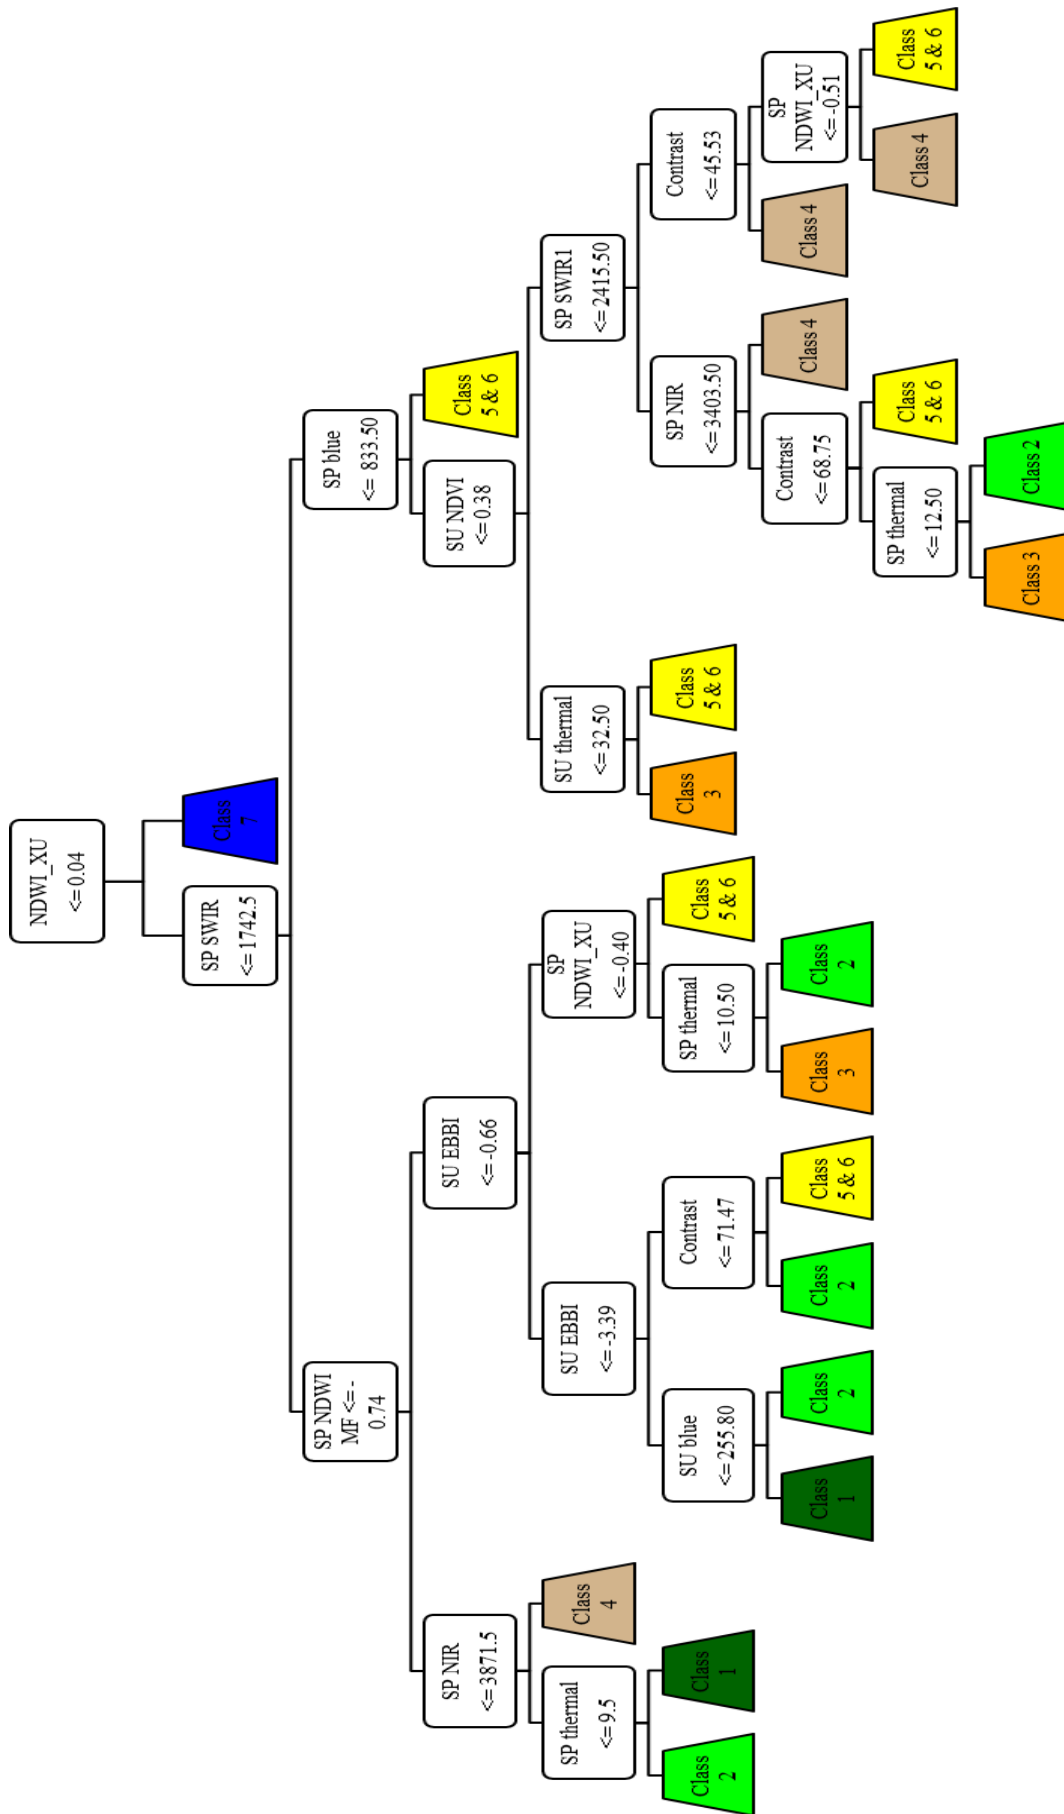 NDWI_XU
<=0.04
SP SWIR
<=1742.5
Class
7
SP NDWI
MF <=-
0.74
SP blue
<= 833.50
SP NIR
<=3871.5
SU EBBI
<=-0.66
SU NDVI
<=0.38
Class
5 & 6
SP thermal
<=9.5
Class
4
SU EBBI
<=-3.39
SP
NDWI_XU
<=-0.40
SU thermal
<=32.50
SP SWIR1
<=2415.50
Class
2
Class
1
SU blue
<=255.80
Contrast
<=71.47
SP thermal
<=10.50
Class
5 & 6
Class
3
Class
5 & 6
SP NIR
<=3403.50
Contrast
<=45.53
Class
1
Class
2
Class
2
Class
5 & 6
Class
3
Class
2
Contrast
<=68.75
Class 4
Class 4
SP
NDWI_XU
<=-0.51
SP thermal
<=12.50
Class
5 & 6
Class 4
Class
5 & 6
Class 3
Class 2